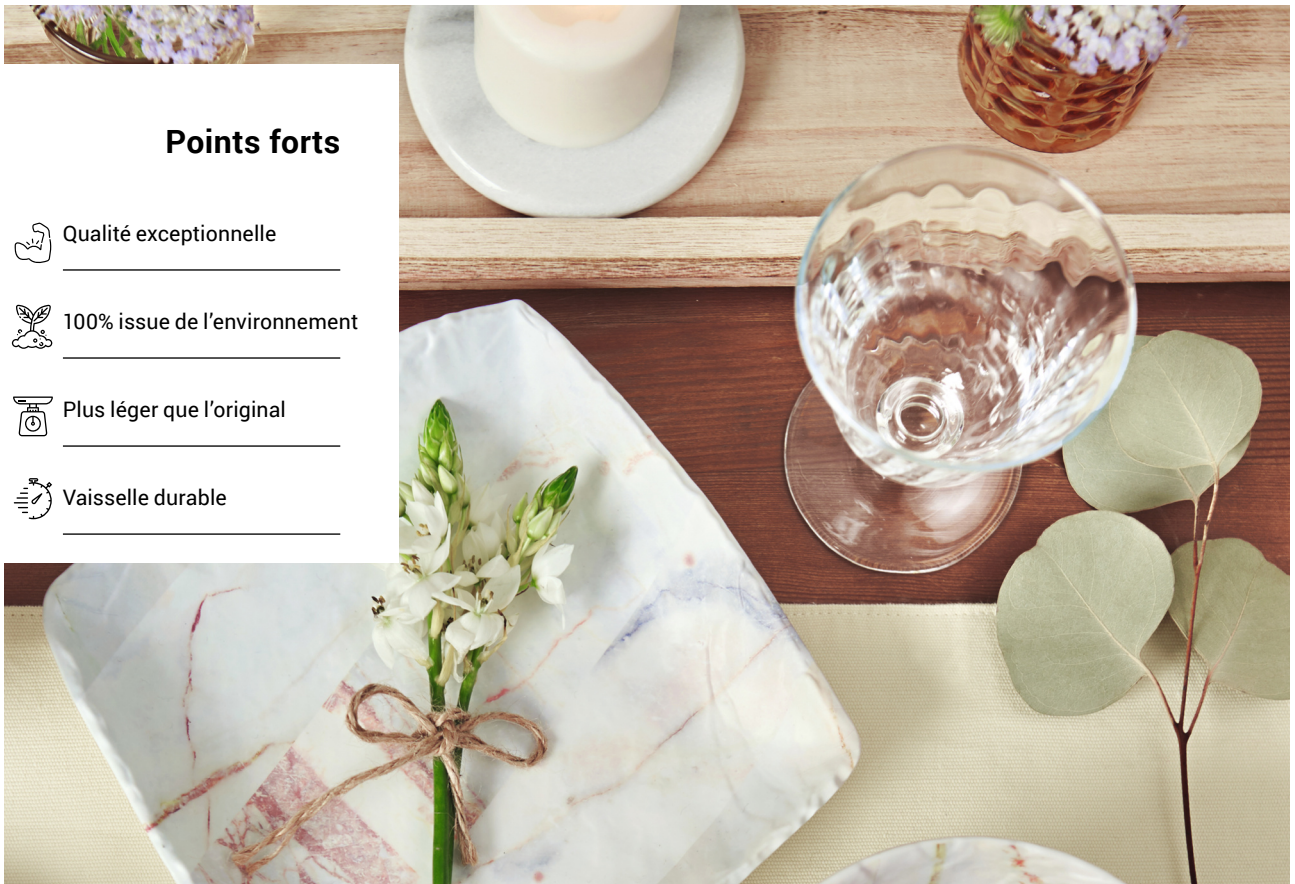 Points forts
Qualité exceptionnelle
100% issue de l'environnement
Plus léger que l'original
Vaisselle durable